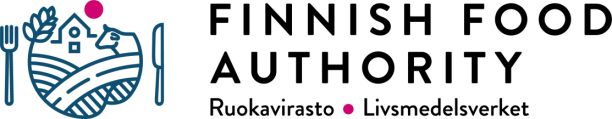 FINNISH FOOD
AUTHORITY
Ruokavirasto • Livsmedelsverket